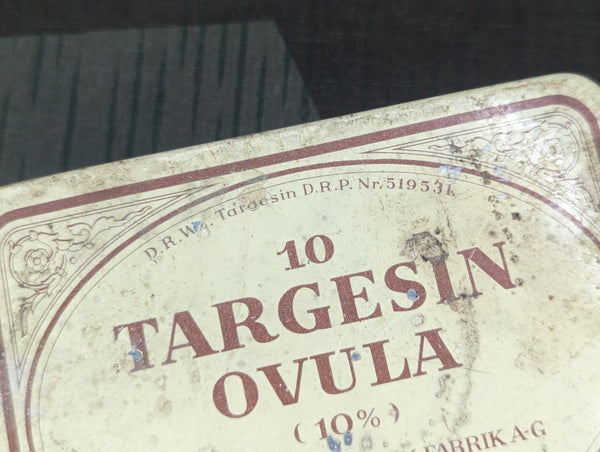 D.R.W. Targesin D.R.P. Nr. 519531
10
TARGESIN
OVULA
(10%)
FABRIK A-G